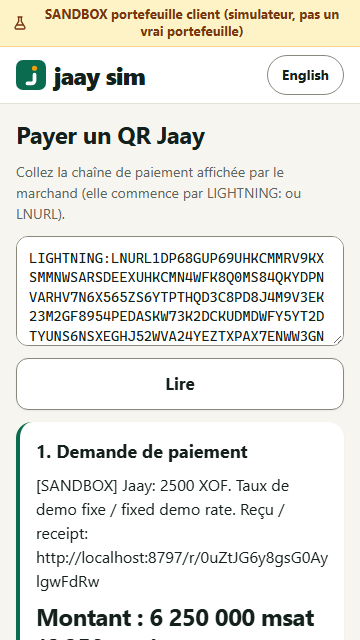 SANDBOX portefeuille client (simulateur, pas un
vrai portefeuille)
jaay sim
English
Payer un QR Jaay
Collez la chaîne de paiement affichée par le
marchand (elle commence par LIGHTNING: ou
LNURL).
LIGHTNING:LNURL1DP68GUP69UHKCMMRV9KX
SMMNWSARSDEEXUHKCMN4WFK8Q0MS84QKYDPN
VARHV7N6X565ZS6YTPTHQD3C8PD8J4M9V3EK
23M2GF8954PEDASKW73K2DCKUDMDWFY5YT2D
TYUNS6NSXEGHJ52WVA24YEZTXPAX7ENWW3GN
Lire
1. Demande de paiement
[SANDBOX] Jaay: 2500 XOF. Taux de
demo fixe / fixed demo rate. Reçu /
receipt:
http://localhost:8797/r/0uZtJG6y8gsG0Ay
lgwFdRw
Montant : 6 250 000 msat